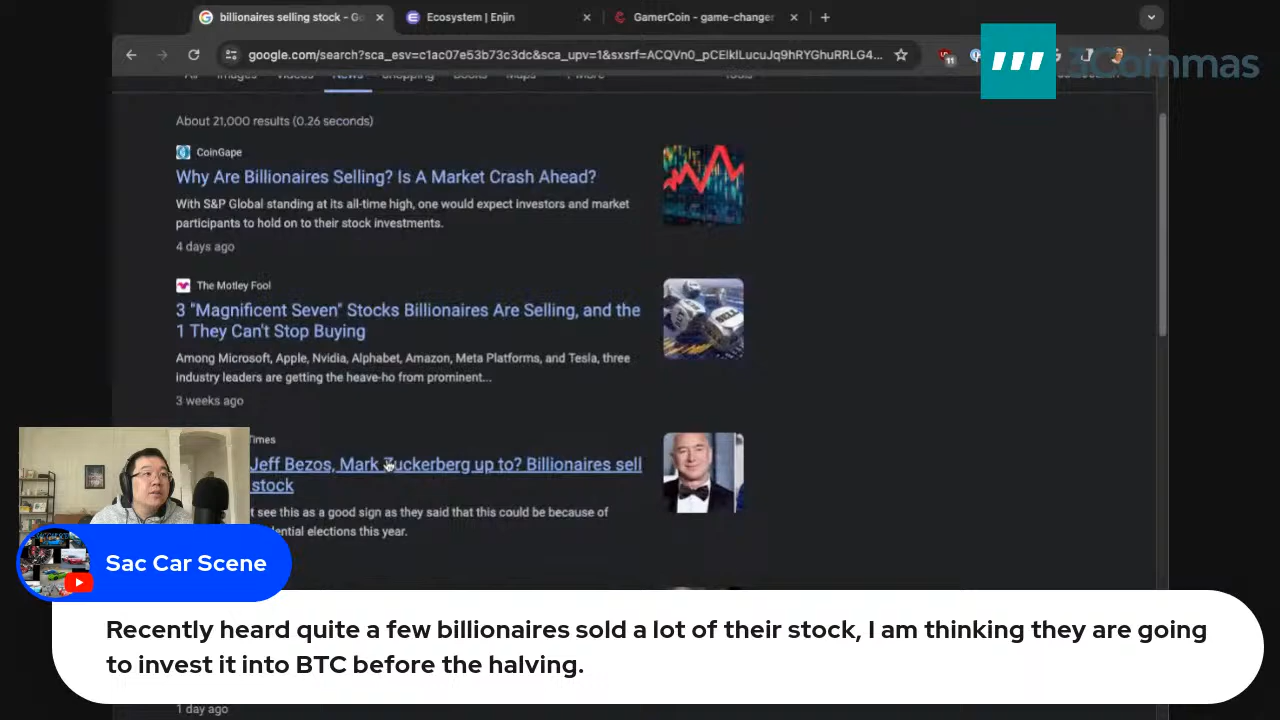 billionaires selling stock - Go
Ecosystem | Enjin
GamerCoin - game-changer
google.com/search?sca_esv=c1ac07e53b73c3dc&sca_upv=1&sxsrf=ACQVn0_pCEIklLucuJq9hRYGhuRRLG4...
11
3Commas
All Images Videos News Shopping Books Maps More Tools
About 21,000 results (0.26 seconds)
CoinGape
Why Are Billionaires Selling? Is A Market Crash Ahead?
With S&P Global standing at its all-time high, one would expect investors and market
participants to hold on to their stock investments.
4 days ago
The Motley Fool
3 "Magnificent Seven" Stocks Billionaires Are Selling, and the
1 They Can't Stop Buying
Among Microsoft, Apple, Nvidia, Alphabet, Amazon, Meta Platforms, and Tesla, three
industry leaders are getting the heave-ho from prominent...
3 weeks ago
Times
Jeff Bezos, Mark Zuckerberg up to? Billionaires sell
stock
t see this as a good sign as they said that this could be because of
dential elections this year.
SELL
Sac Car Scene
Recently heard quite a few billionaires sold a lot of their stock, I am thinking they are going
to invest it into BTC before the halving.
1 day ago